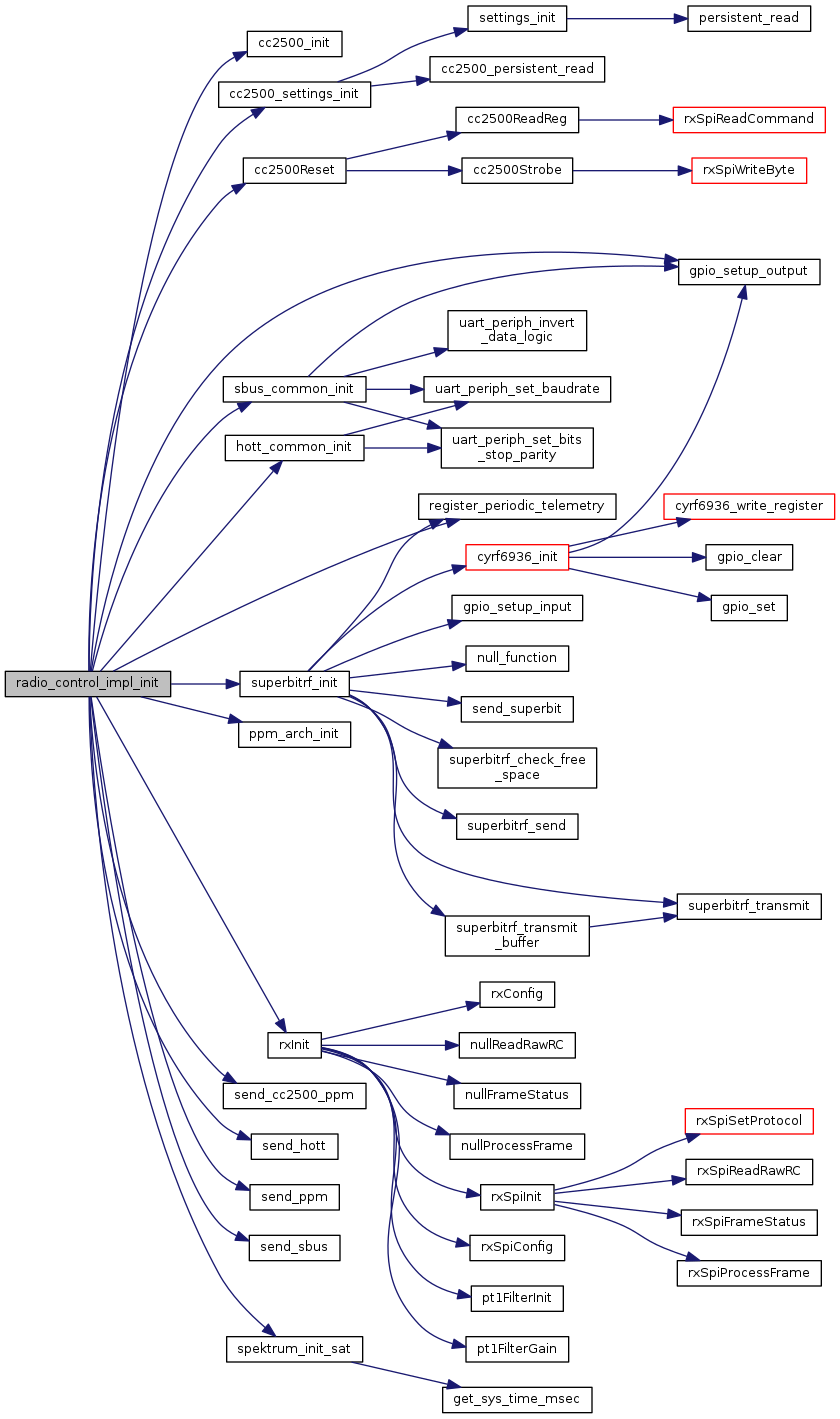 settings_init
persistent_read
cc2500_init
cc2500_persistent_read
cc2500_settings_init
cc2500ReadReg
rxSpiReadCommand
cc2500Reset
cc2500Strobe
rxSpiWriteByte
gpio_setup_output
uart_periph_invert
_data_logic
sbus_common_init
uart_periph_set_baudrate
hott_common_init
uart_periph_set_bits
_stop_parity
register_periodic_telemetry
cyrf6936_write_register
cyrf6936_init
gpio_clear
gpio_setup_input
gpio_set
null_function
radio_control_impl_init
superbitrf_init
send_superbit
ppm_arch_init
superbitrf_check_free
_space
superbitrf_send
superbitrf_transmit
superbitrf_transmit
_buffer
rxConfig
rxInit
nullReadRawRC
send_cc2500_ppm
nullFrameStatus
rxSpiSetProtocol
send_hott
nullProcessFrame
rxSpiReadRawRC
send_ppm
rxSpiInit
rxSpiFrameStatus
send_sbus
rxSpiConfig
rxSpiProcessFrame
pt1FilterInit
spektrum_init_sat
pt1FilterGain
get_sys_time_msec